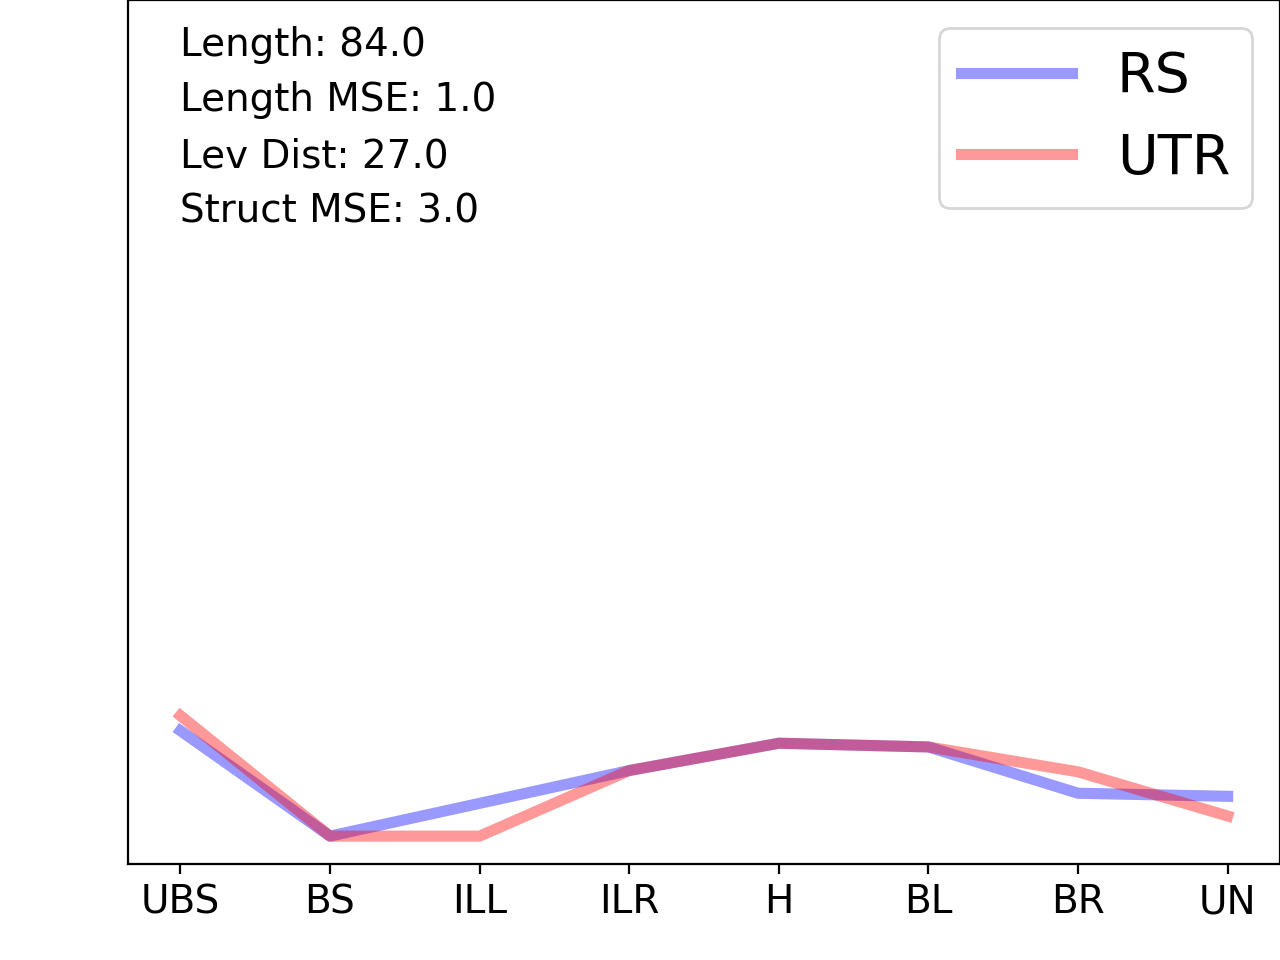 Length: 84.0
Length MSE: 1.0
Lev Dist: 27.0
Struct MSE: 3.0
RS
UTR
UBS BS ILL ILR H BL BR UN